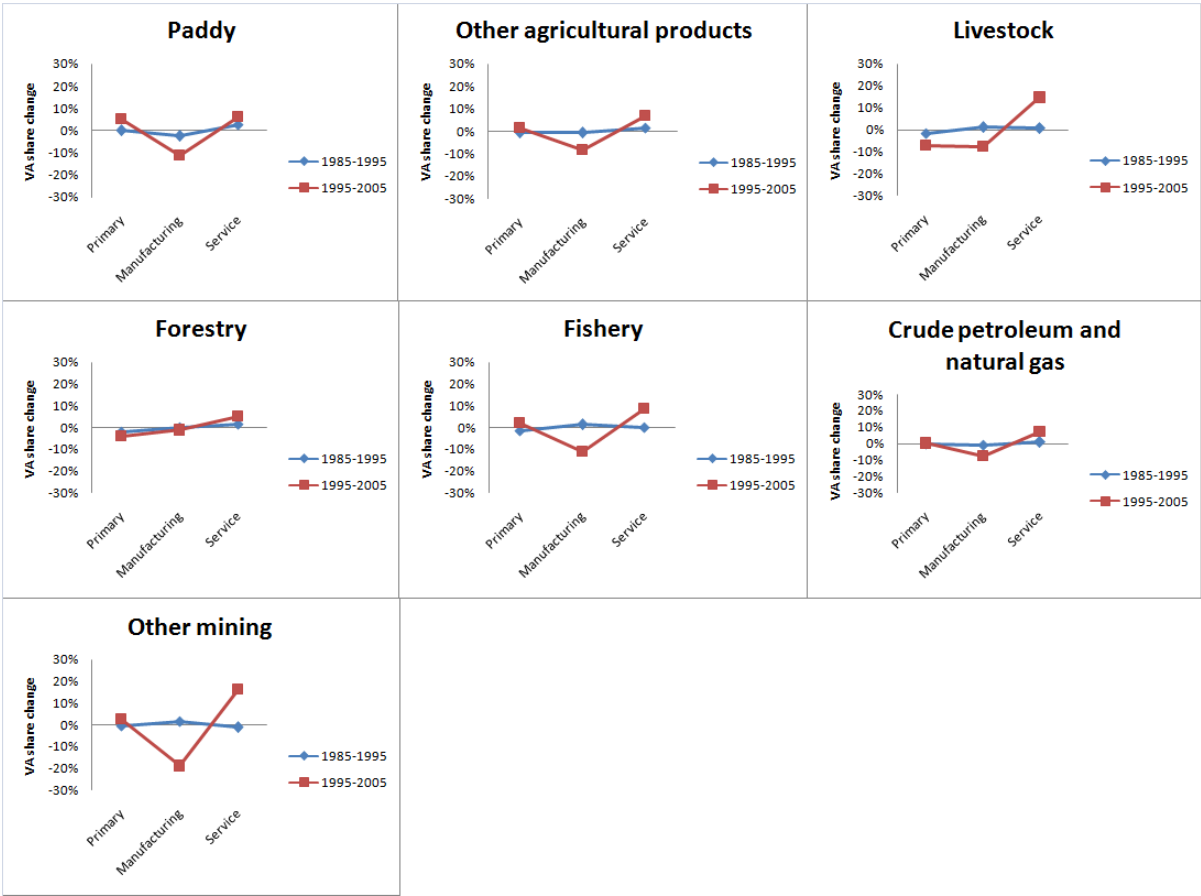 Paddy
VA share change
30%
20%
10%
0%
-10%
-20%
-30%
Primary
Manufacturing
Service
1985-1995
1995-2005
Other agricultural products
VA share change
30%
20%
10%
0%
-10%
-20%
-30%
Primary
Manufacturing
Service
1985-1995
1995-2005
Livestock
VA share change
30%
20%
10%
0%
-10%
-20%
-30%
Primary
Manufacturing
Service
1985-1995
1995-2005
Forestry
VA share change
30%
20%
10%
0%
-10%
-20%
-30%
Primary
Manufacturing
Service
1985-1995
1995-2005
Fishery
VA share change
30%
20%
10%
0%
-10%
-20%
-30%
Primary
Manufacturing
Service
1985-1995
1995-2005
Crude petroleum and
natural gas
VA share change
30%
20%
10%
0%
-10%
-20%
-30%
Primary
Manufacturing
Service
1985-1995
1995-2005
Other mining
VA share change
30%
20%
10%
0%
-10%
-20%
-30%
Primary
Manufacturing
Service
1985-1995
1995-2005